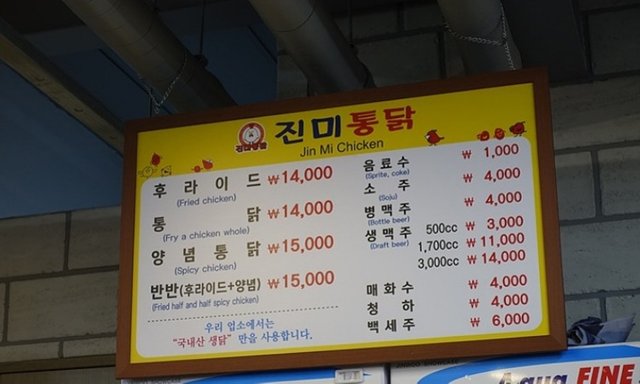 진미통닭
진미통닭
Jin Mi Chicken
후라이드 ₩14,000
(Fried chicken)
통닭 ₩14,000
(Fry a chicken whole)
양념통닭 ₩15,000
(Spicy chicken)
반반(후라이드+양념) ₩15,000
(Fried half and half spicy chicken)
우리 업소에서는
"국내산 생닭" 만을 사용합니다.
음료수 ₩ 1,000
(Sprite, coke)
소주 ₩ 4,000
(Soju)
병맥주 ₩ 4,000
(Bottle beer)
생맥주 500cc ₩ 3,000
(Draft beer) 1,700cc ₩ 11,000
3,000cc ₩ 14,000
매화수 ₩ 4,000
청하 ₩ 4,000
백세주 ₩ 6,000
Aqua FINE